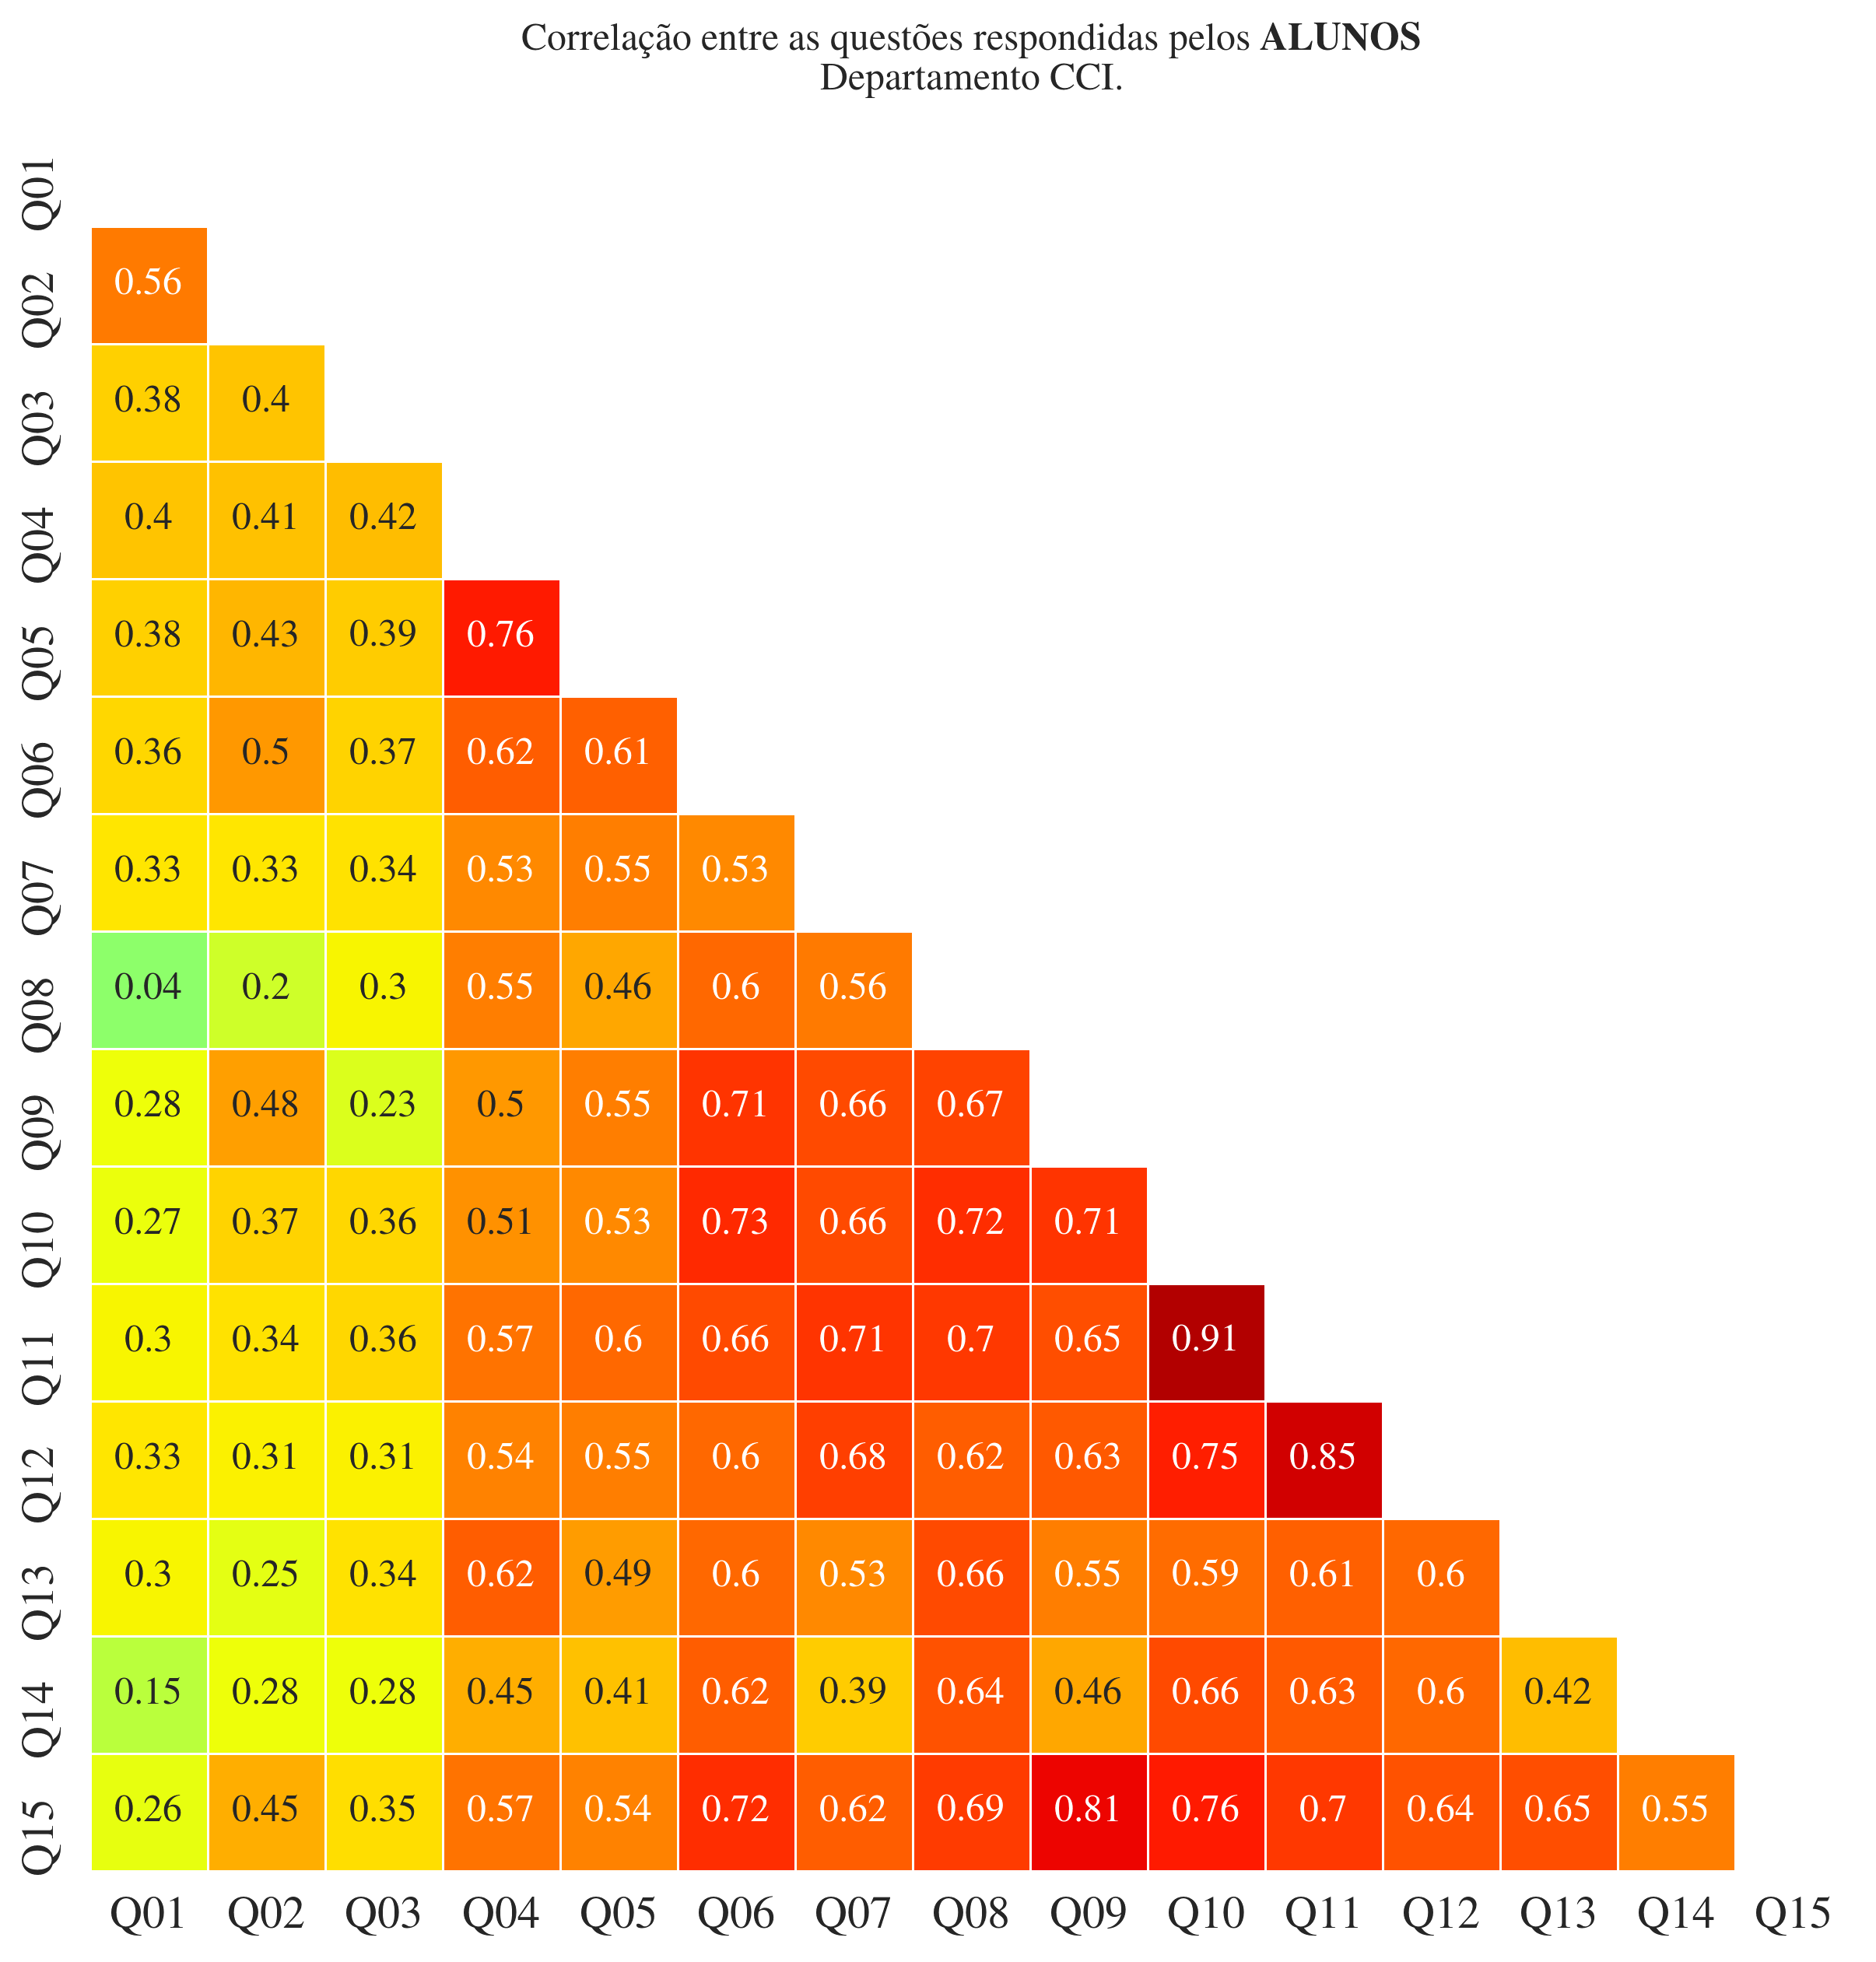 Correlação entre as questões respondidas pelos ALUNOS
Departamento CCI.
Q01
Q02 0.56
Q03 0.38 0.4
Q04 0.4 0.41 0.42
Q05 0.38 0.43 0.39 0.76
Q06 0.36 0.5 0.37 0.62 0.61
Q07 0.33 0.33 0.34 0.53 0.55 0.53
Q08 0.04 0.2 0.3 0.55 0.46 0.6 0.56
Q09 0.28 0.48 0.23 0.5 0.55 0.71 0.66 0.67
Q10 0.27 0.37 0.36 0.51 0.53 0.73 0.66 0.72 0.71
Q11 0.3 0.34 0.36 0.57 0.6 0.66 0.71 0.7 0.65 0.91
Q12 0.33 0.31 0.31 0.54 0.55 0.6 0.68 0.62 0.63 0.75 0.85
Q13 0.3 0.25 0.34 0.62 0.49 0.6 0.53 0.66 0.55 0.59 0.61 0.6
Q14 0.15 0.28 0.28 0.45 0.41 0.62 0.39 0.64 0.46 0.66 0.63 0.6 0.42
Q15 0.26 0.45 0.35 0.57 0.54 0.72 0.62 0.69 0.81 0.76 0.7 0.64 0.65 0.55
Q01 Q02 Q03 Q04 Q05 Q06 Q07 Q08 Q09 Q10 Q11 Q12 Q13 Q14 Q15